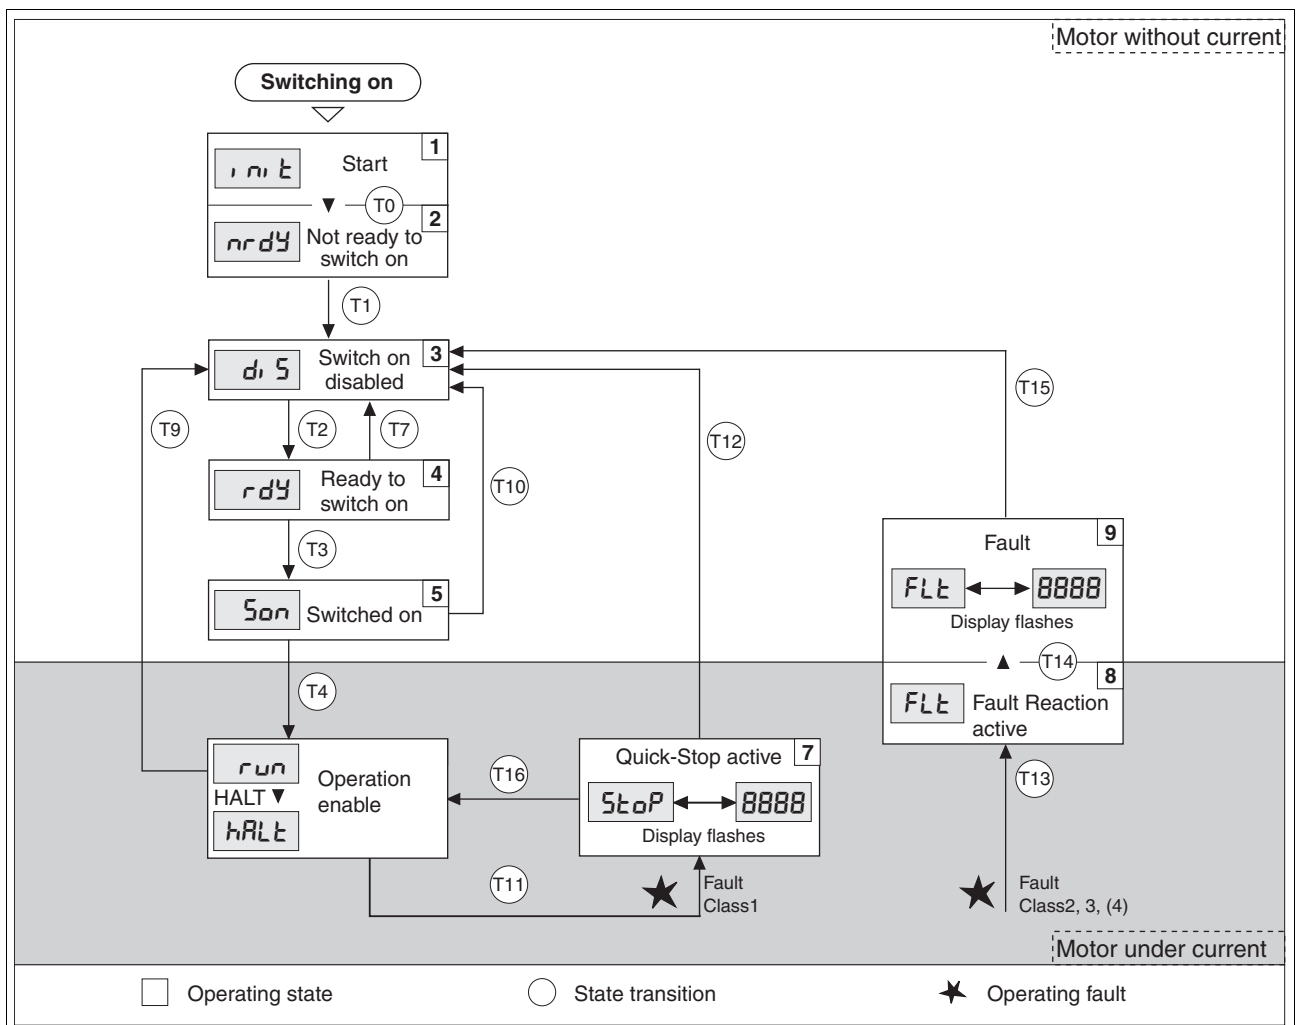 Motor without current
Switching on
1
init
Start
T0
2
nrdy
Not ready to
switch on
T1
3
diS
Switch on
disabled
T9
T2
T7
T12
T15
4
rdy
Ready to
switch on
T10
T3
5
Son
Switched on
9
Fault
FLt
8888
Display flashes
T14
8
FLt
Fault Reaction
active
T4
run
HALT
hALt
Operation
enable
T16
7
Quick-Stop active
StoP
8888
Display flashes
T13
T11
Fault
Class1
Fault
Class2, 3, (4)
Motor under current
Operating state
State transition
Operating fault